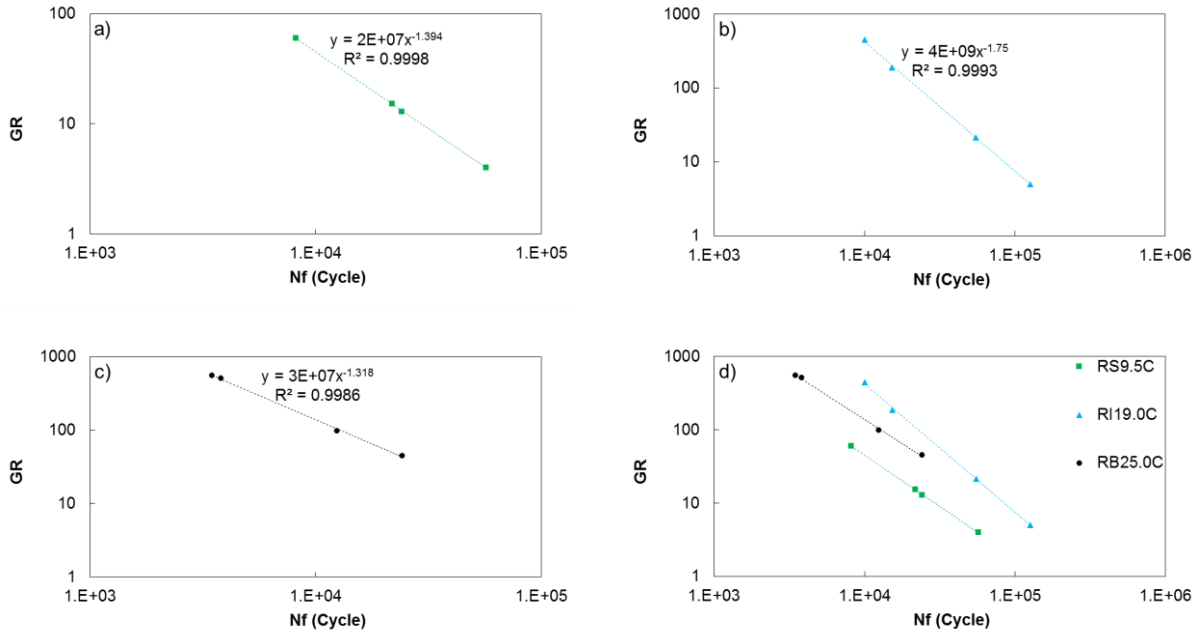 a)
100
10
1
GR
y = 2E+07x^-1.394
R² = 0.9998
1.E+03
1.E+04
1.E+05
Nf (Cycle)
b)
1000
100
10
1
GR
y = 4E+09x^-1.75
R² = 0.9993
1.E+03
1.E+04
1.E+05
1.E+06
Nf (Cycle)
c)
1000
100
10
1
GR
y = 3E+07x^-1.318
R² = 0.9986
1.E+03
1.E+04
1.E+05
Nf (Cycle)
d)
1000
100
10
1
GR
RS9.5C
RI19.0C
RB25.0C
1.E+03
1.E+04
1.E+05
1.E+06
Nf (Cycle)